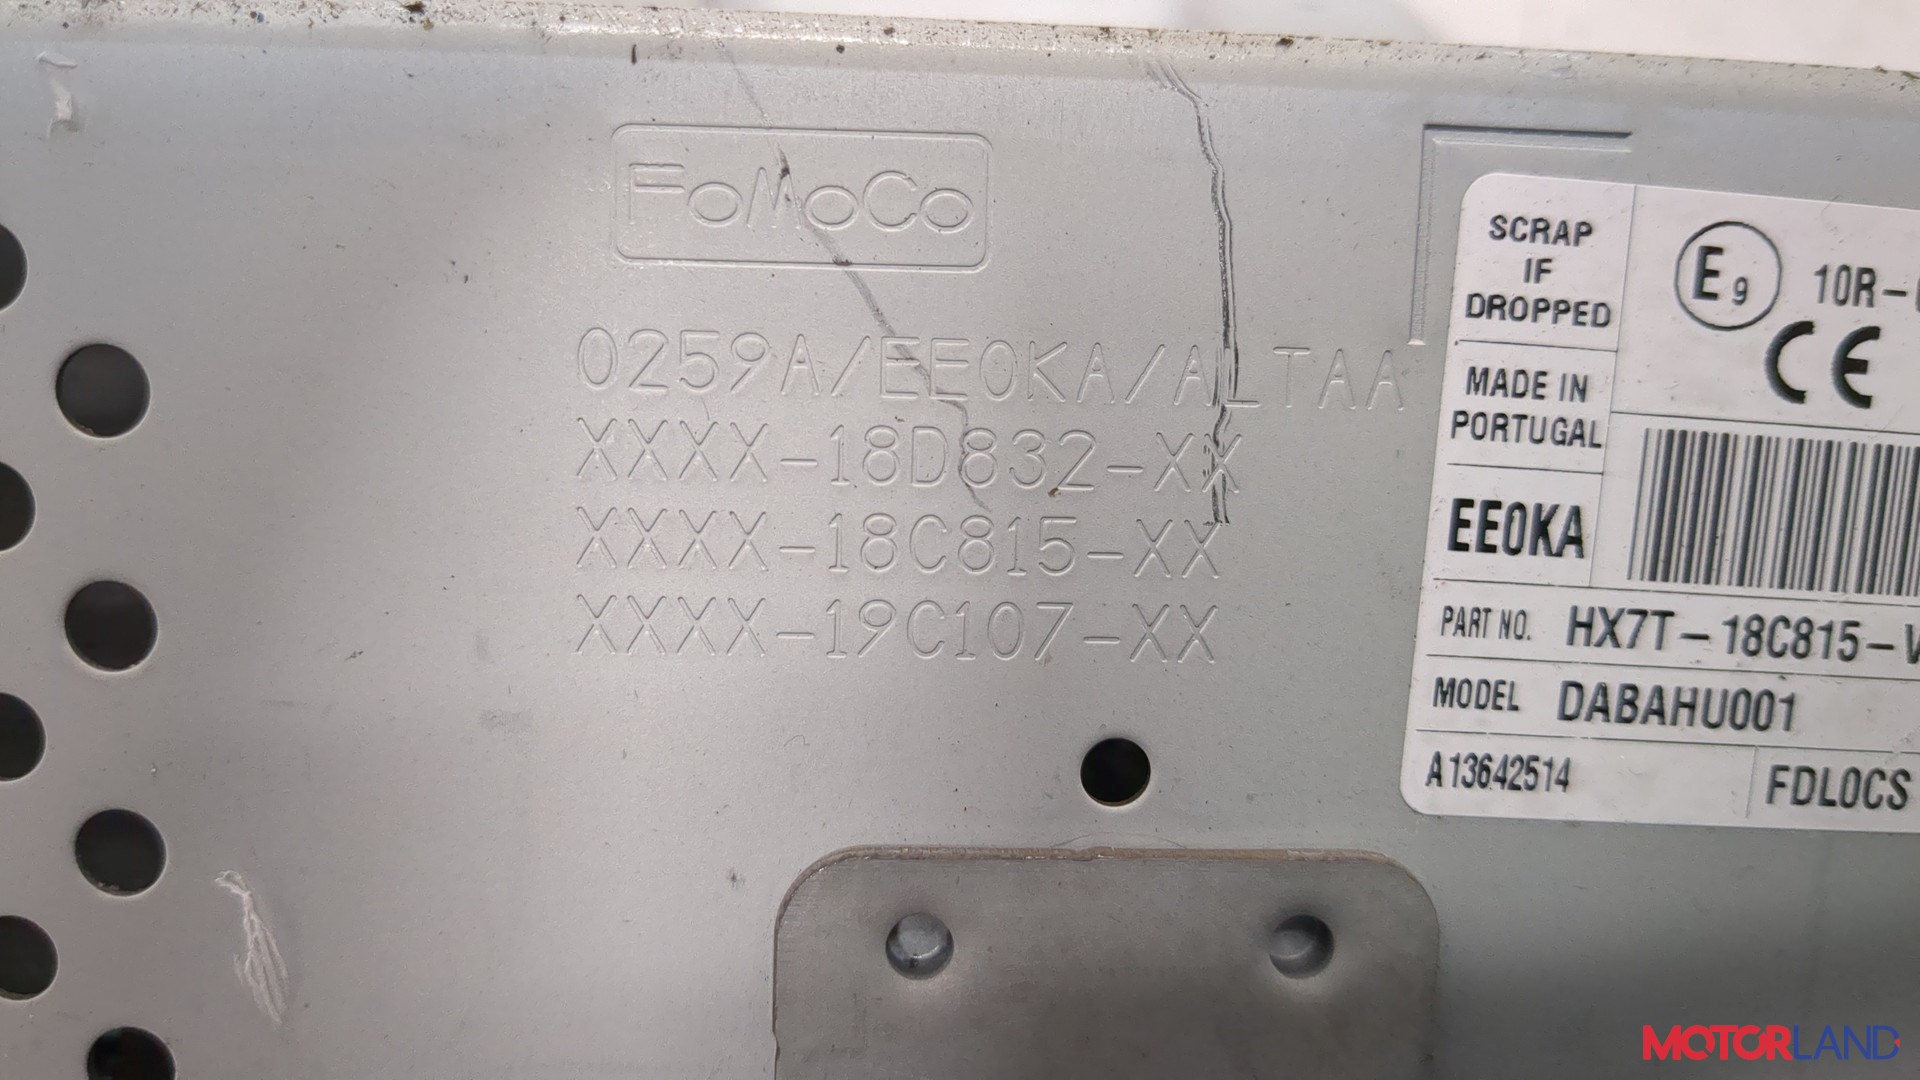 FoMoCo
0259A/EE0KA/ALTAA
XXXX-18D832-XX
XXXX-18C815-XX
XXXX-19C107-XX
SCRAP
IF
DROPPED
E9
10R-
CE
MADE IN
PORTUGAL
EE0KA
PART NO. HX7T-18C815-
MODEL DABAHU001
A13642514
FDL0CS
MOTORLAND